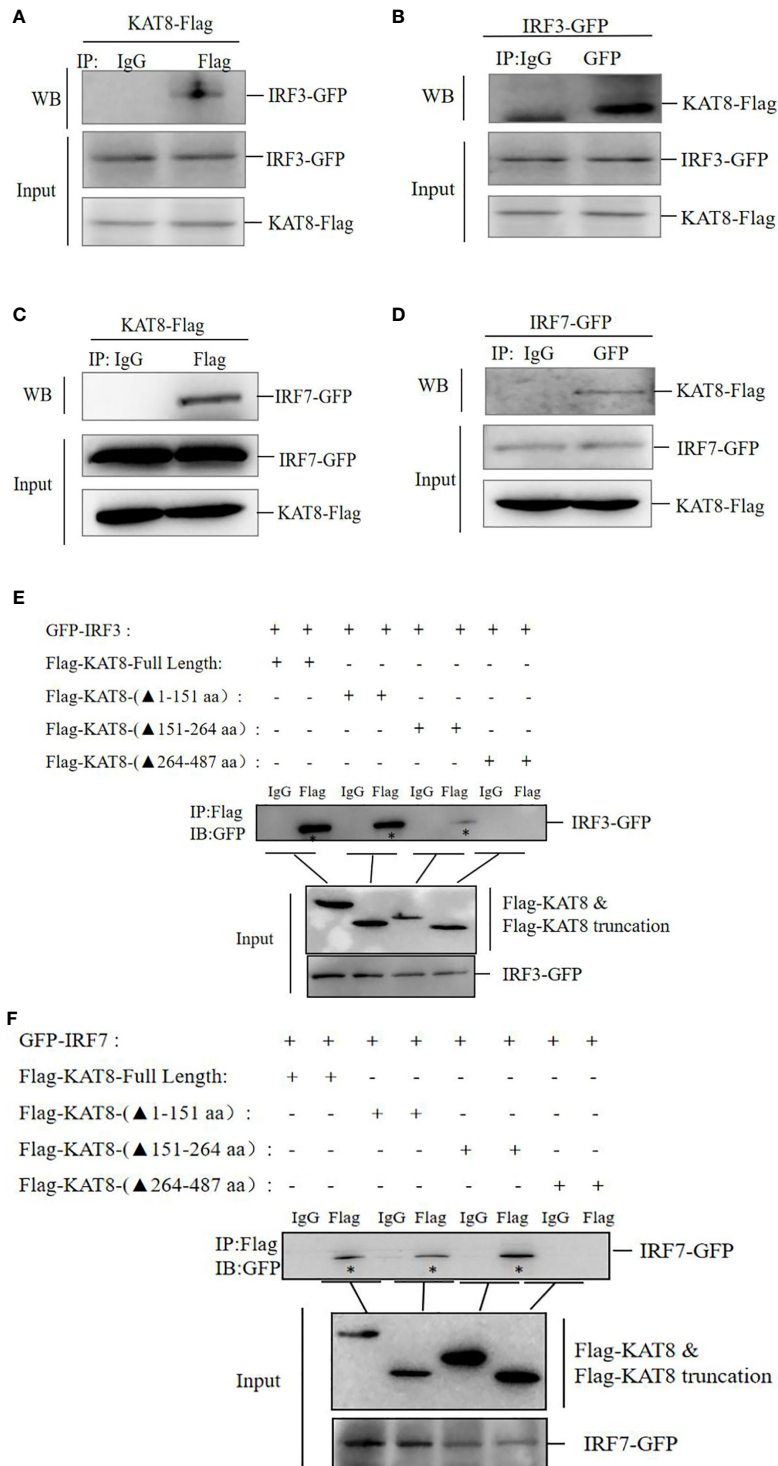 A
KAT8-Flag
IP: IgG Flag
WB
IRF3-GFP
Input
IRF3-GFP
KAT8-Flag
B
IRF3-GFP
IP:IgG GFP
WB
KAT8-Flag
Input
IRF3-GFP
KAT8-Flag
C
KAT8-Flag
IP: IgG Flag
WB
IRF7-GFP
Input
IRF7-GFP
KAT8-Flag
D
IRF7-GFP
IP: IgG GFP
WB
KAT8-Flag
Input
IRF7-GFP
KAT8-Flag
E
GFP-IRF3 : + + + + + + + +
Flag-KAT8-Full Length: + + - - - - - -
Flag-KAT8-(▲1-151 aa) : - - + + - - - -
Flag-KAT8-(▲151-264 aa) : - - - - + + - -
Flag-KAT8-(▲264-487 aa) : - - - - - - + +
IgG Flag IgG Flag IgG Flag IgG Flag
IP:Flag
IB:GFP
* * *
IRF3-GFP
Input
Flag-KAT8 &
Flag-KAT8 truncation
IRF3-GFP
F
GFP-IRF7 : + + + + + + + +
Flag-KAT8-Full Length: + + - - - - - -
Flag-KAT8-(▲1-151 aa) : - - + + - - - -
Flag-KAT8-(▲151-264 aa) : - - - - + + - -
Flag-KAT8-(▲264-487 aa) : - - - - - - + +
IgG Flag IgG Flag IgG Flag IgG Flag
IP:Flag
IB:GFP
* * *
IRF7-GFP
Input
Flag-KAT8 &
Flag-KAT8 truncation
IRF7-GFP